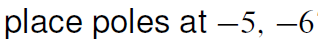 place poles at −5, −6